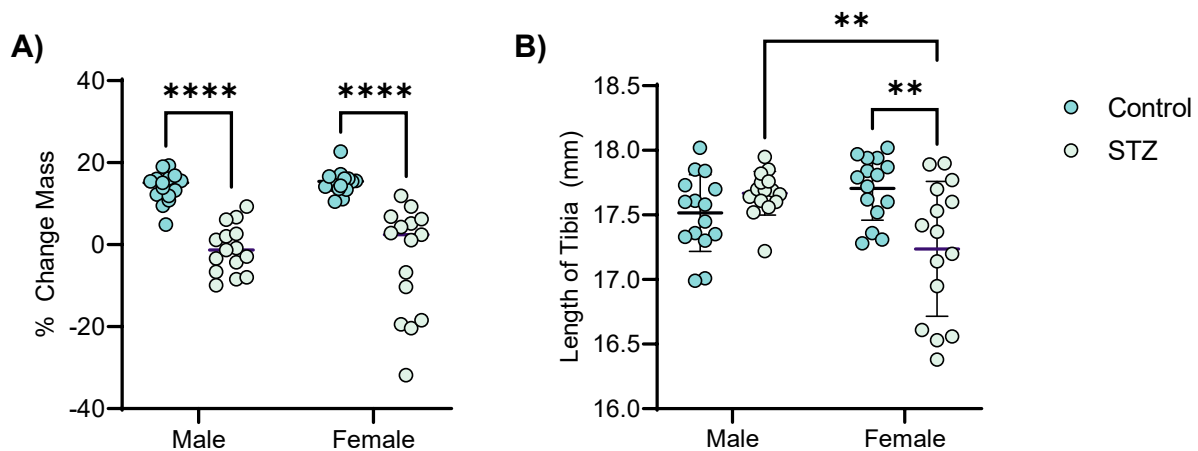 A)
% Change Mass
40
20
0
-20
-40
****
****
Male
Female
B)
Length of Tibia (mm)
18.5
18.0
17.5
17.0
16.5
16.0
**
**
Male
Female
Control
STZ